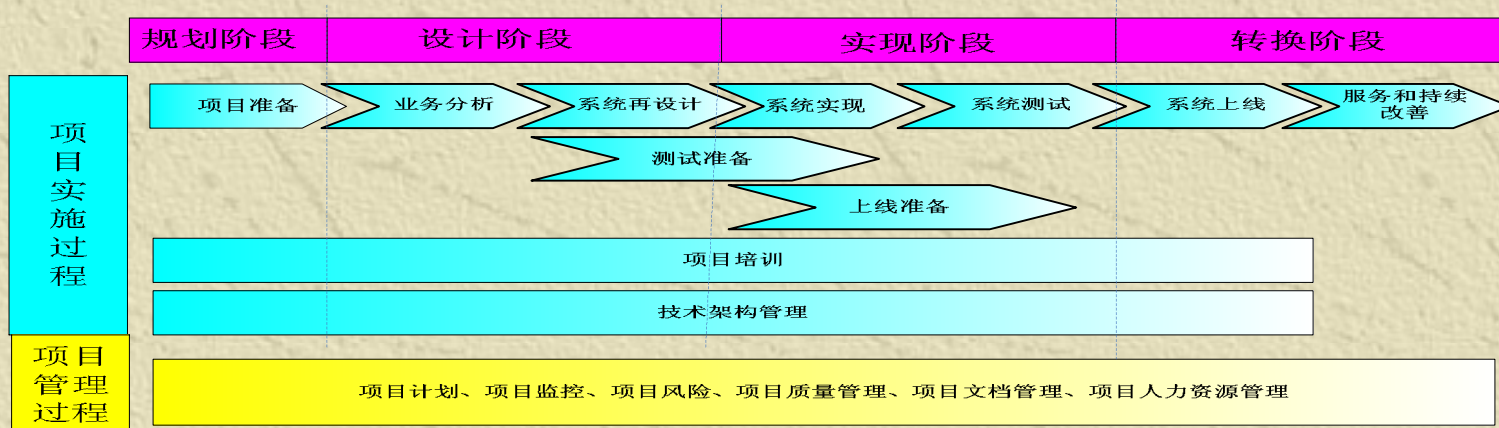 规划阶段
设计阶段
实现阶段
转换阶段
项目实施过程
项目准备
业务分析
系统再设计
系统实现
系统测试
系统上线
服务和持续
改善
测试准备
上线准备
项目培训
技术架构管理
项目
管理
过程
项目计划、项目监控、项目风险、项目质量管理、项目文档管理、项目人力资源管理